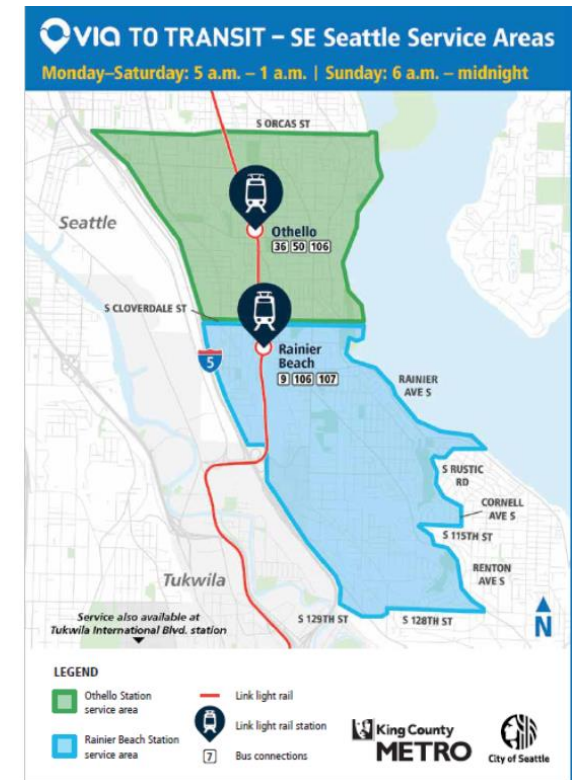 VIA TO TRANSIT – SE Seattle Service Areas
Monday–Saturday: 5 a.m. – 1 a.m. | Sunday: 6 a.m. – midnight
S ORCAS ST
Seattle
Othello
36 50 106
S CLOVERDALE ST
5
Rainier
Beach
9 106 107
RAINIER
AVE S
S RUSTIC
RD
CORNELL
AVE S
S 115TH ST
RENTON
AVE S
Tukwila
S 129TH ST
S 128TH ST
N
Service also available at
Tukwila International Blvd. station
LEGEND
Othello Station
service area
Rainier Beach Station
service area
Link light rail
Link light rail station
7 Bus connections
King County
METRO
City of Seattle